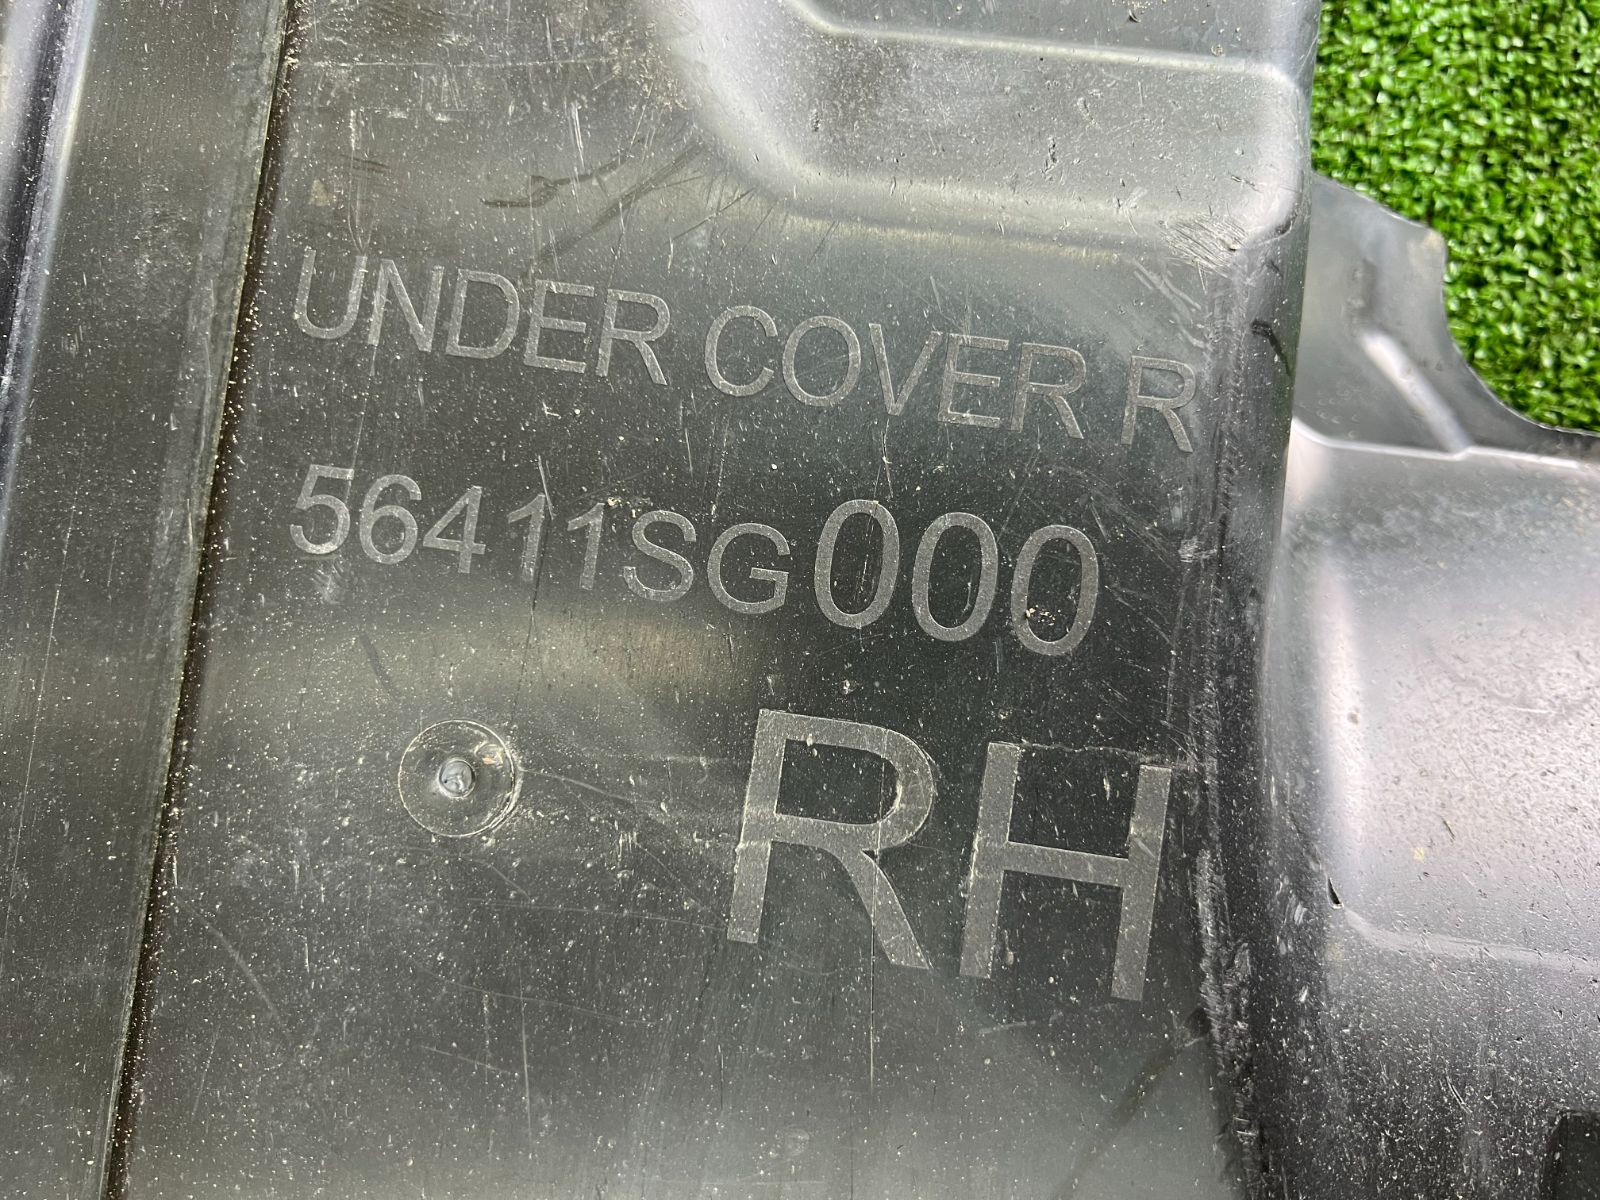 UNDER COVER R
56411SG000
RH